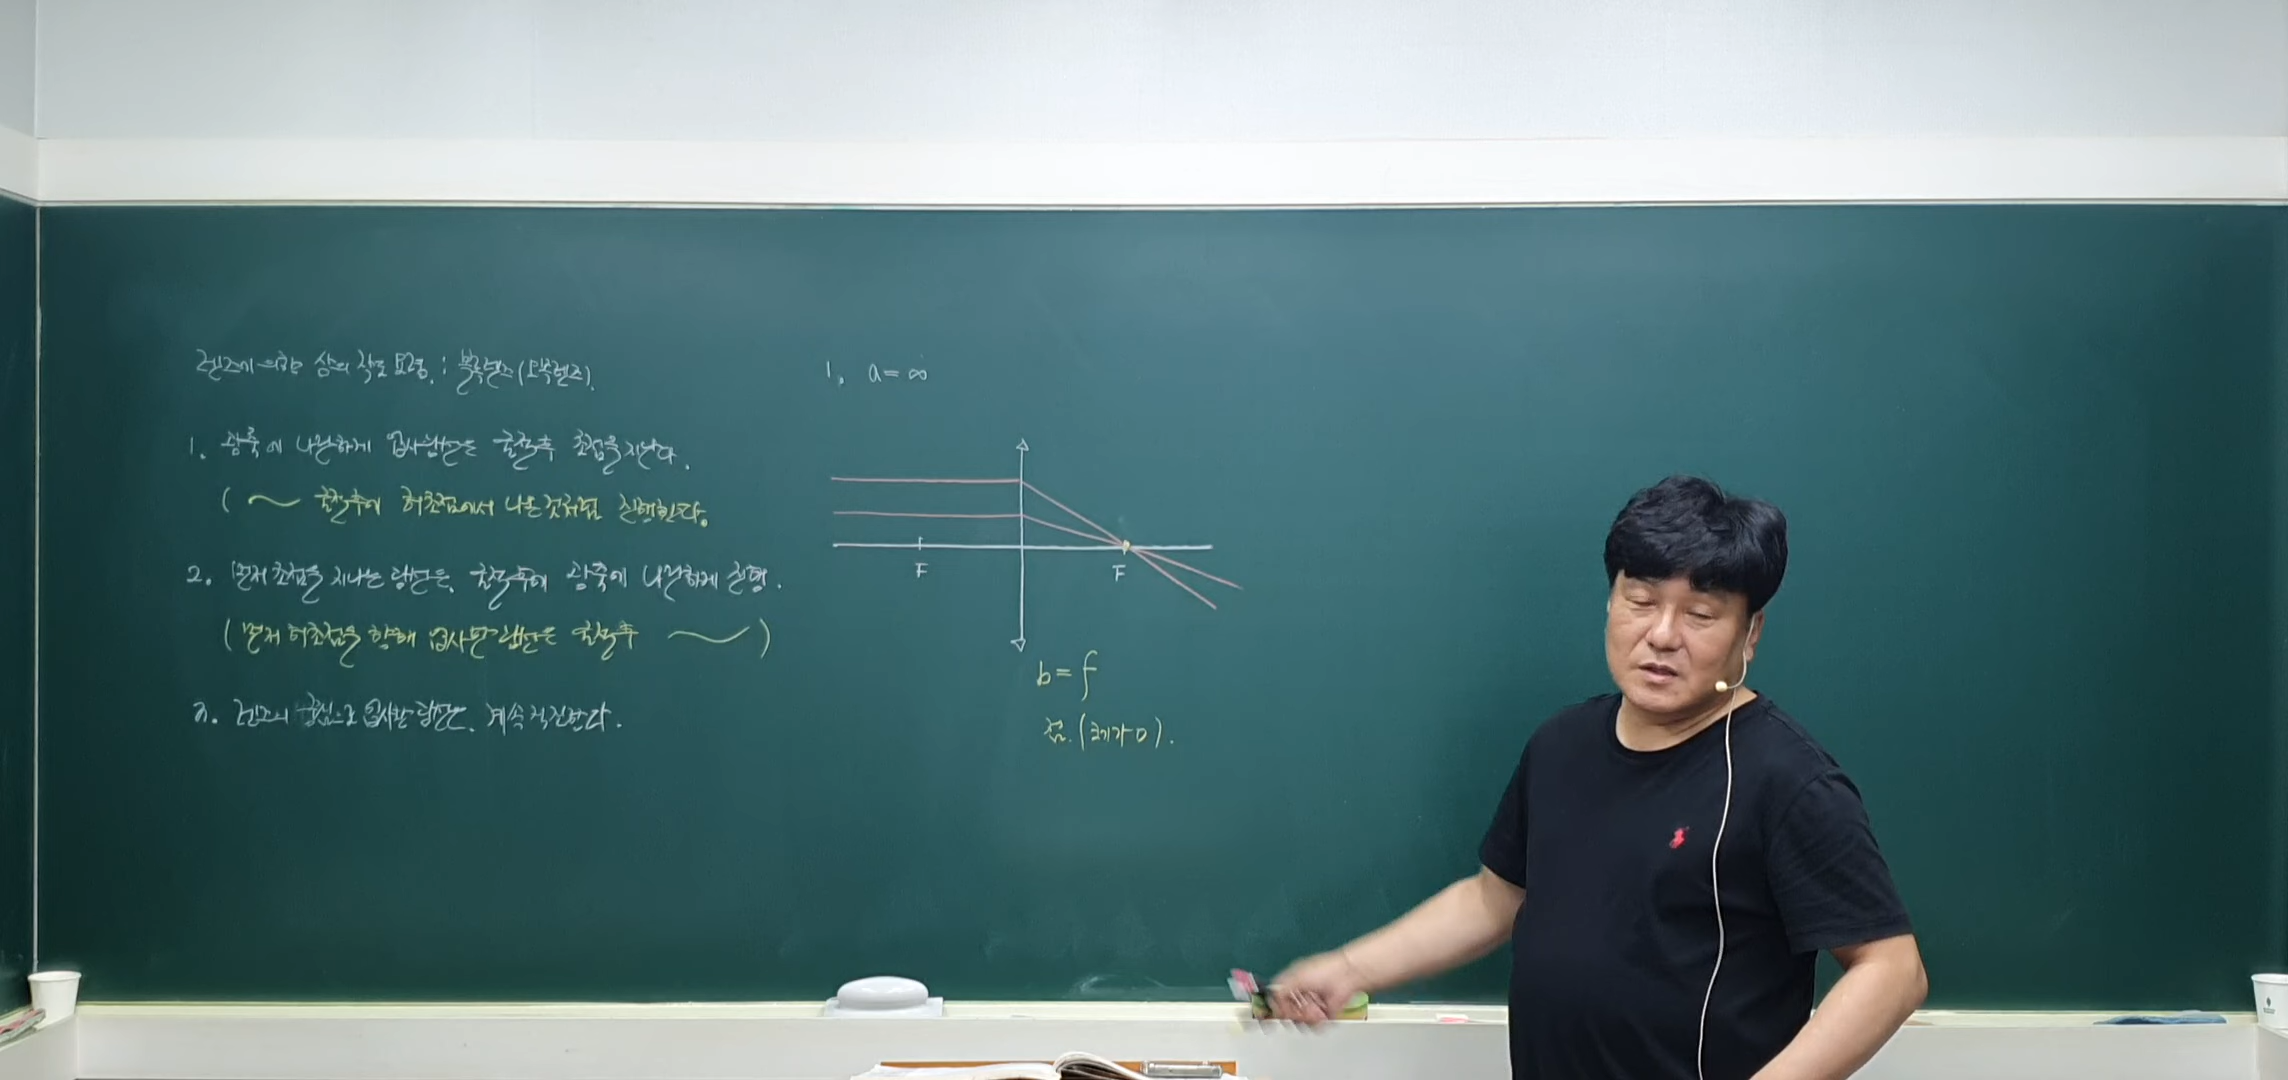 렌즈에 의한 상의 작도 요령. : 볼록렌즈(오목렌즈).
1. 광축에 나란하게 입사한 광선은 굴절후 초점을 지난다.
( ~ 굴절후에 허초점에서 나온 것처럼 진행한다.
2. 먼저 초점을 지나는 광선은, 굴절후에 광축에 나란하게 진행.
(먼저 허초점을 향해 입사한 광선은 굴절후 ~ )
3. 렌즈의 중심으로 입사한 광선은, 계속 직진한다.
1. a = ∞
F
F
b = f
점. (크기가 0).